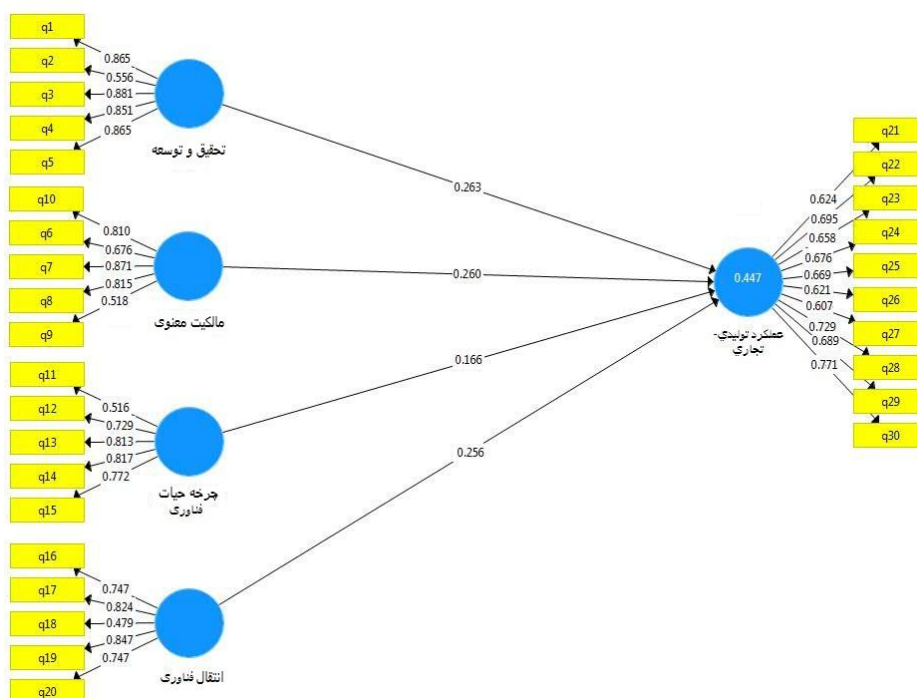 q1
0.865
q2
0.556
q3
0.881
q4
0.851
q5
0.865
تحقیق و توسعه
q10
0.810
q6
0.676
q7
0.871
q8
0.815
q9
0.518
مالکیت معنوی
q11
0.516
q12
0.729
q13
0.813
q14
0.817
q15
0.772
چرخه حیات
فناوری
q16
0.747
q17
0.824
q18
0.479
q19
0.847
q20
0.747
انتقال فناوری
0.263
0.260
0.166
0.256
0.447
عملکرد تولیدي-
تجاري
q21
0.624
q22
0.695
q23
0.658
q24
0.676
q25
0.669
q26
0.621
q27
0.607
q28
0.729
q29
0.689
q30
0.771